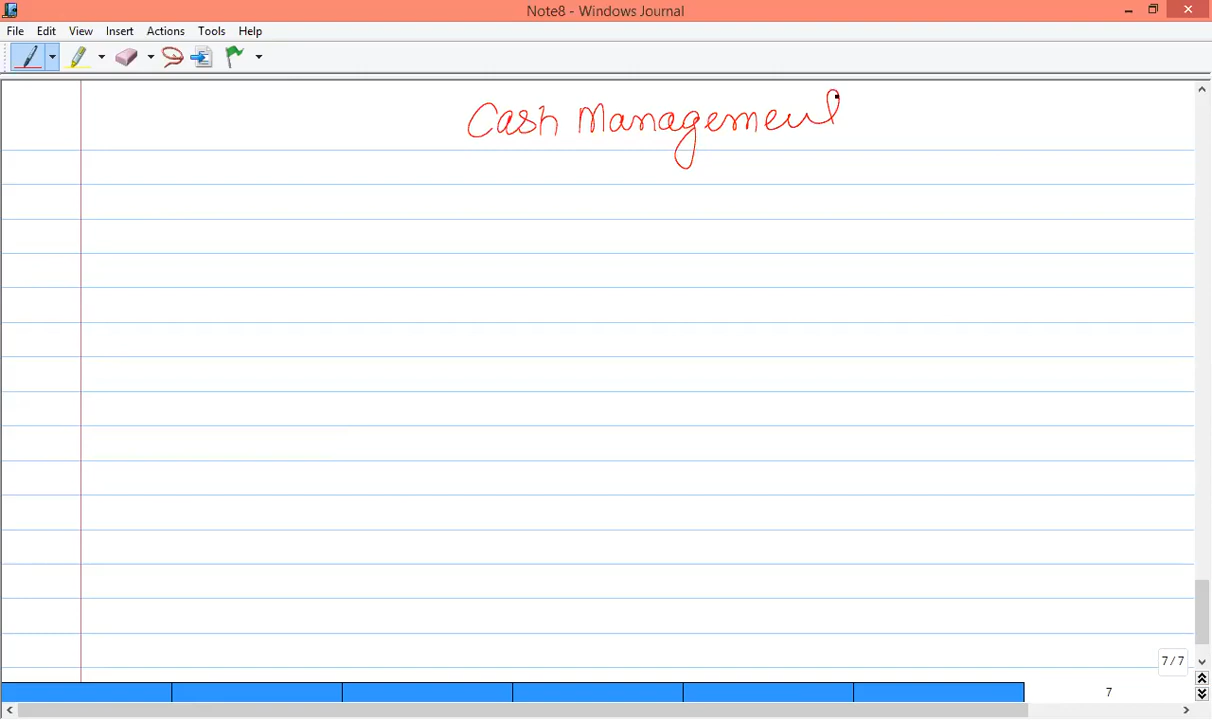 Note8 - Windows Journal
File Edit View Insert Actions Tools Help
Cash Management
7 / 7
7